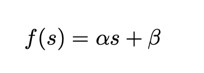 f(s) = αs + β